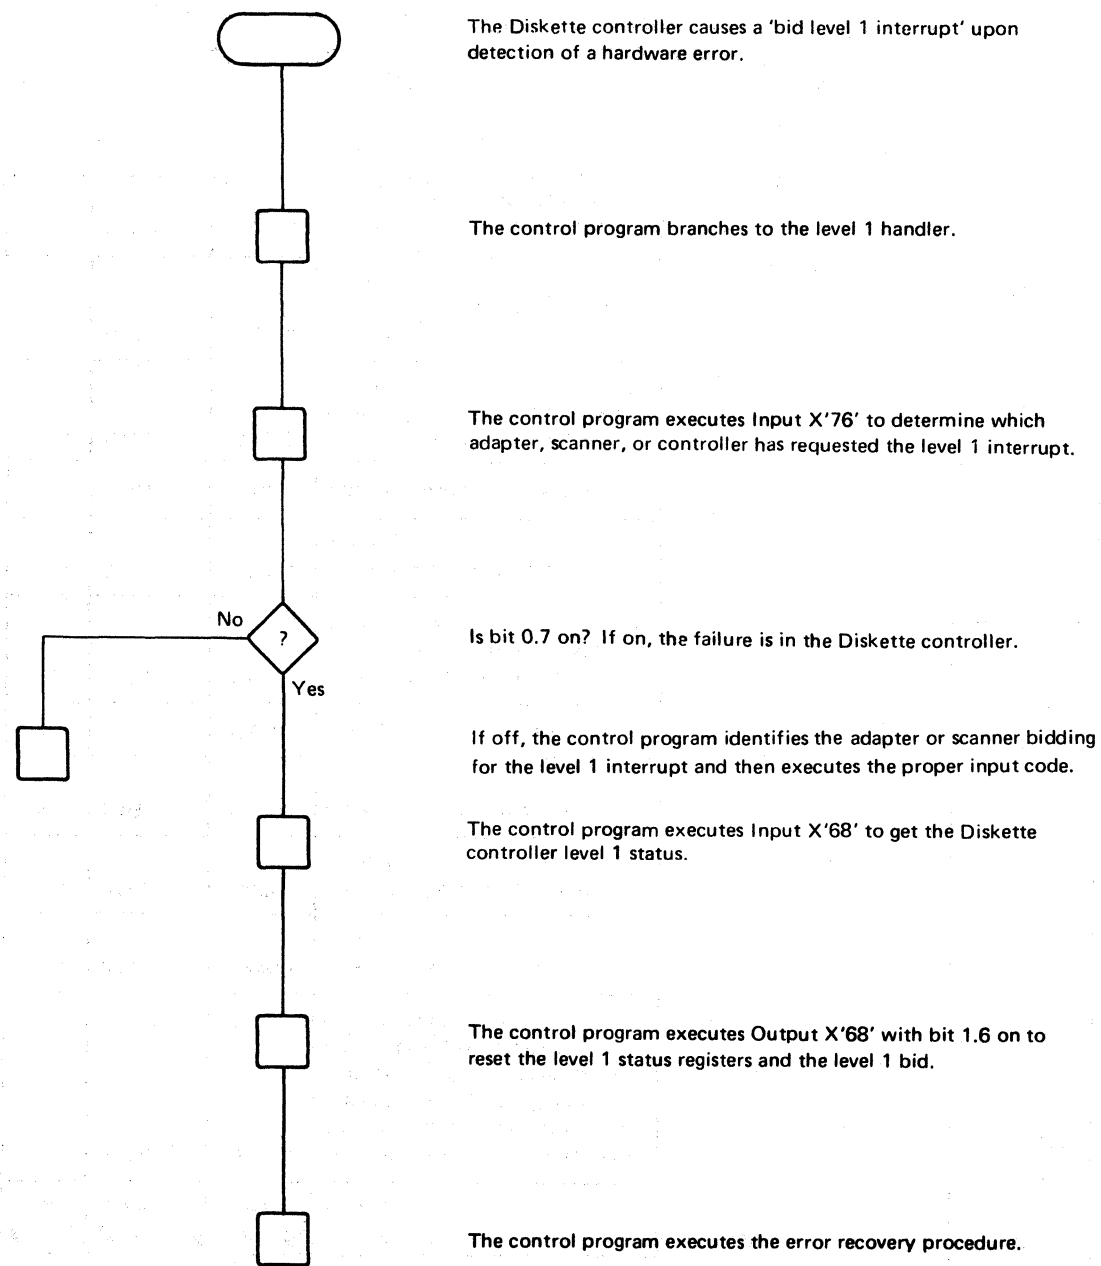 The Diskette controller causes a ‘bid level 1 interrupt’ upon
detection of a hardware error.
The control program branches to the level 1 handler.
The control program executes Input X‘76’ to determine which
adapter, scanner, or controller has requested the level 1 interrupt.
No
?
Is bit 0.7 on? If on, the failure is in the Diskette controller.
Yes
If off, the control program identifies the adapter or scanner bidding
for the level 1 interrupt and then executes the proper input code.
The control program executes Input X‘68’ to get the Diskette
controller level 1 status.
The control program executes Output X‘68’ with bit 1.6 on to
reset the level 1 status registers and the level 1 bid.
The control program executes the error recovery procedure.